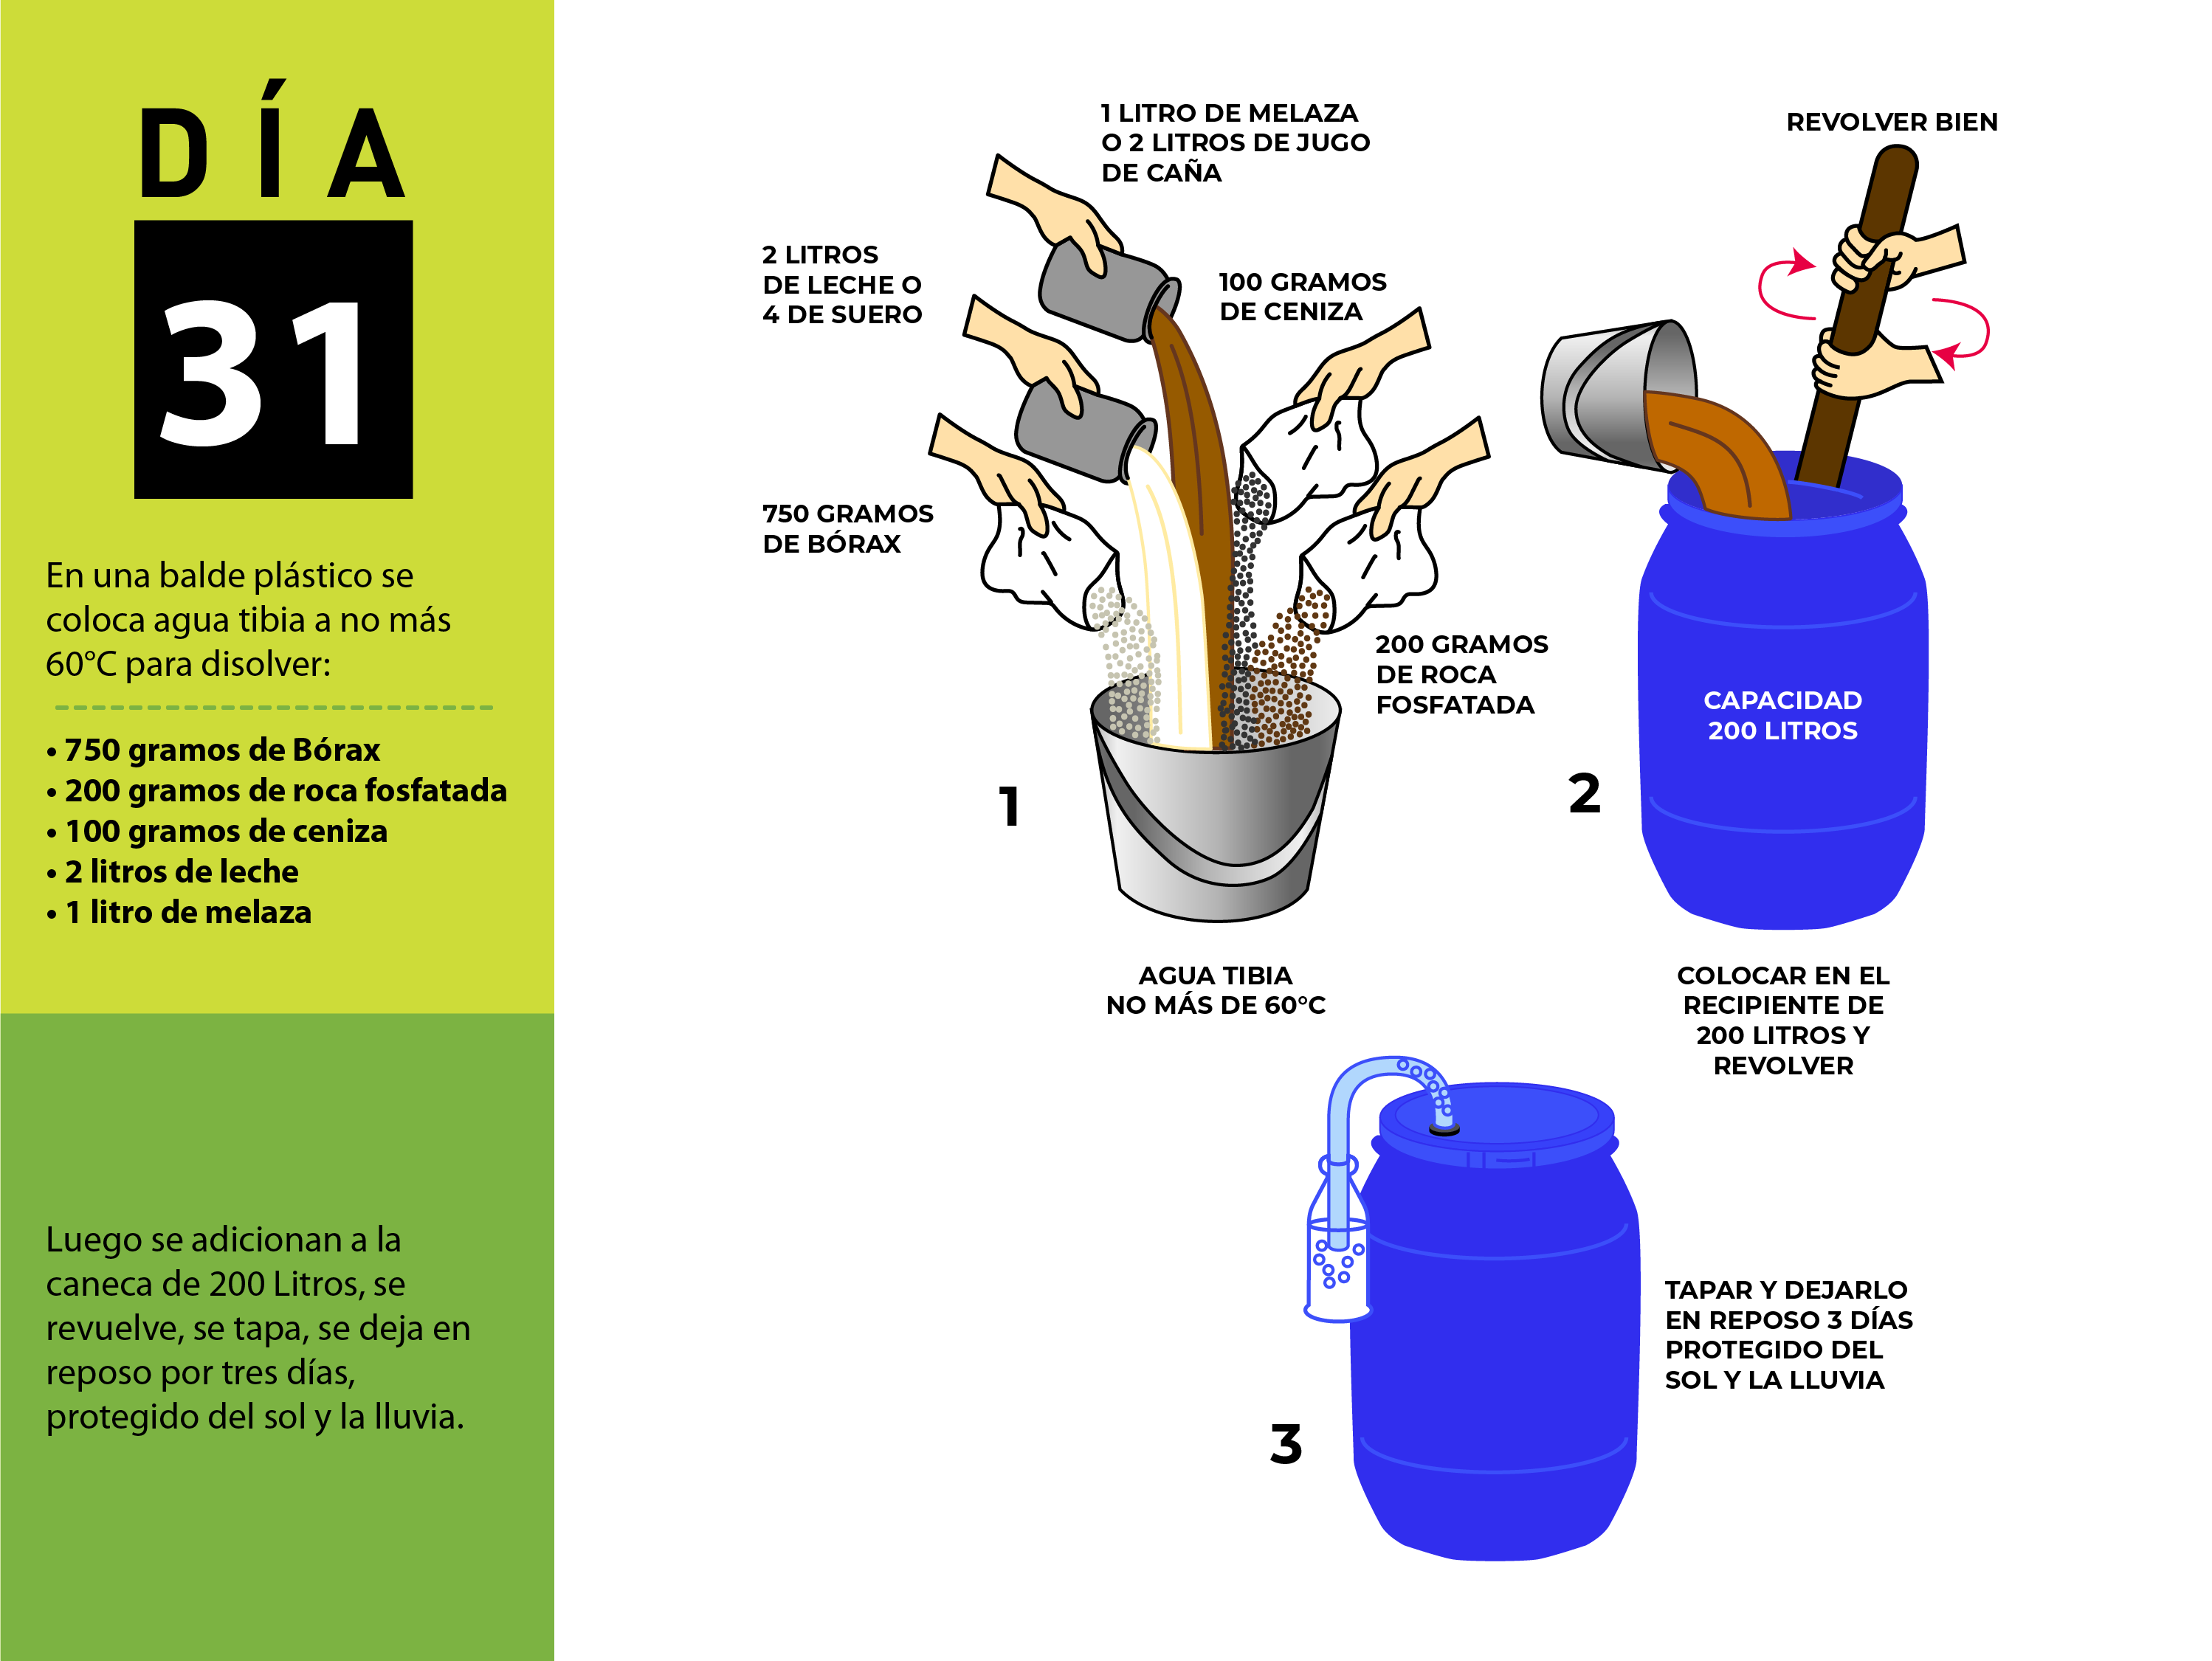 DÍA
31
En una balde plástico se
coloca agua tibia a no más
60°C para disolver:
• 750 gramos de Bórax
• 200 gramos de roca fosfatada
• 100 gramos de ceniza
• 2 litros de leche
• 1 litro de melaza
Luego se adicionan a la
caneca de 200 Litros, se
revuelve, se tapa, se deja en
reposo por tres días,
protegido del sol y la lluvia.
1 LITRO DE MELAZA
O 2 LITROS DE JUGO
DE CAÑA
2 LITROS
DE LECHE O
4 DE SUERO
100 GRAMOS
DE CENIZA
750 GRAMOS
DE BÓRAX
200 GRAMOS
DE ROCA
FOSFATADA
1
AGUA TIBIA
NO MÁS DE 60°C
REVOLVER BIEN
CAPACIDAD
200 LITROS
2
COLOCAR EN EL
RECIPIENTE DE
200 LITROS Y
REVOLVER
TAPAR Y DEJARLO
EN REPOSO 3 DÍAS
PROTEGIDO DEL
SOL Y LA LLUVIA
3